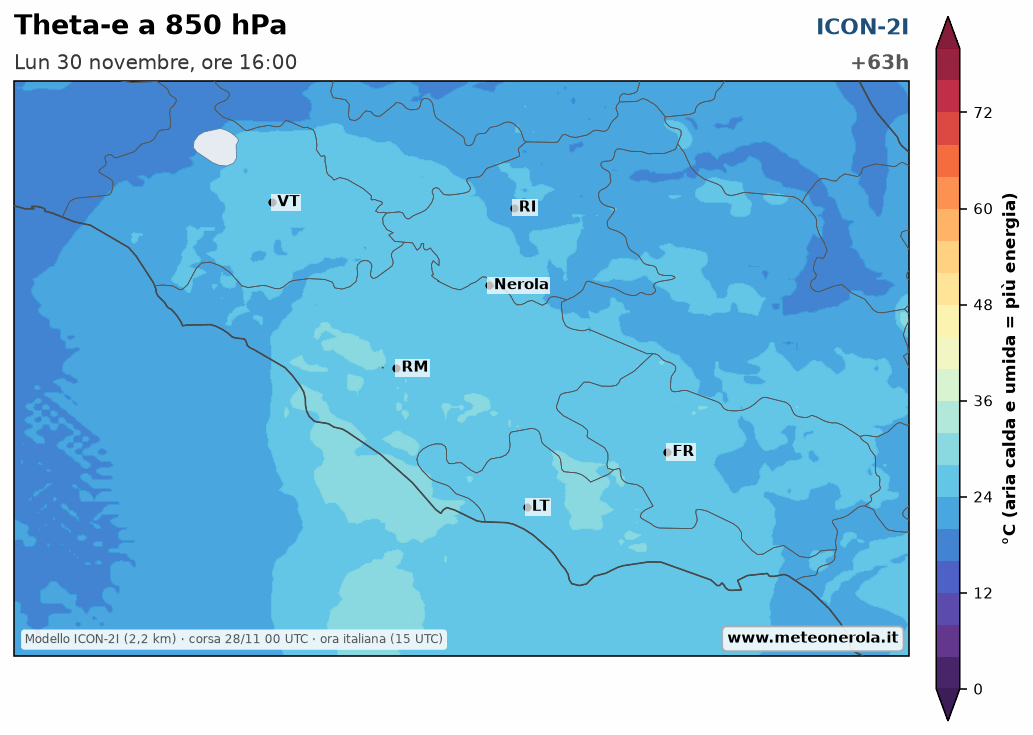 Theta-e a 850 hPa
ICON-2I
Lun 30 novembre, ore 16:00
+63h
VT
RI
Nerola
RM
FR
LT
Modello ICON-2I (2,2 km) · corsa 28/11 00 UTC · ora italiana (15 UTC)
www.meteonerola.it
72
60
48
36
24
12
0
°C (aria calda e umida = più energia)